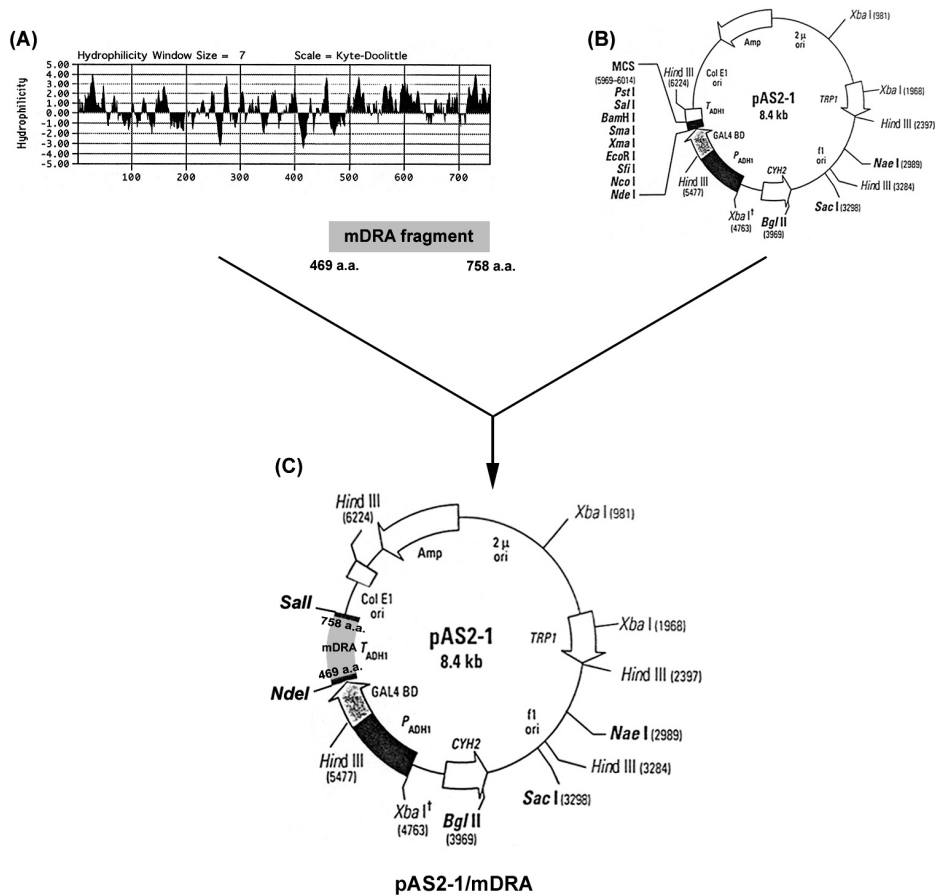 (A)
Hydrophilicity Window Size = 7 Scale = Kyte-Doolittle
Hydrophilicity
5.00
4.00
3.00
2.00
1.00
0.00
-1.00
-2.00
-3.00
-4.00
-5.00
100 200 300 400 500 600 700
mDRA fragment
469 a.a. 758 a.a.
(B)
Xba I (981)
2 μ
ori
Amp
MCS
(5969–6014)
Pst I
Sal I
BamH I
Sma I
Xma I
EcoR I
Sfi I
Nco I
Nde I
Hind III
(6224)
Col E1
ori
TADH1
GAL4 BD
PADH1
pAS2-1
8.4 kb
TRP1
Xba I (1968)
Hind III
(2397)
Nae I
(2989)
f1
ori
Hind III
(3284)
Sac I (3298)
CYH2
Bgl II
(3969)
Xba I†
(4763)
Hind III
(5477)
(C)
Hind III
(6224)
Amp
2 μ
ori
Xba I (981)
Col E1
ori
SalI
758 a.a.
mDRA TADH1
469 a.a.
NdeI
GAL4 BD
PADH1
pAS2-1
8.4 kb
TRP1
Xba I (1968)
Hind III (2397)
f1
ori
Nae I (2989)
Hind III (3284)
Sac I (3298)
CYH2
Bgl II
(3969)
Xba I†
(4763)
Hind III
(5477)
pAS2-1/mDRA